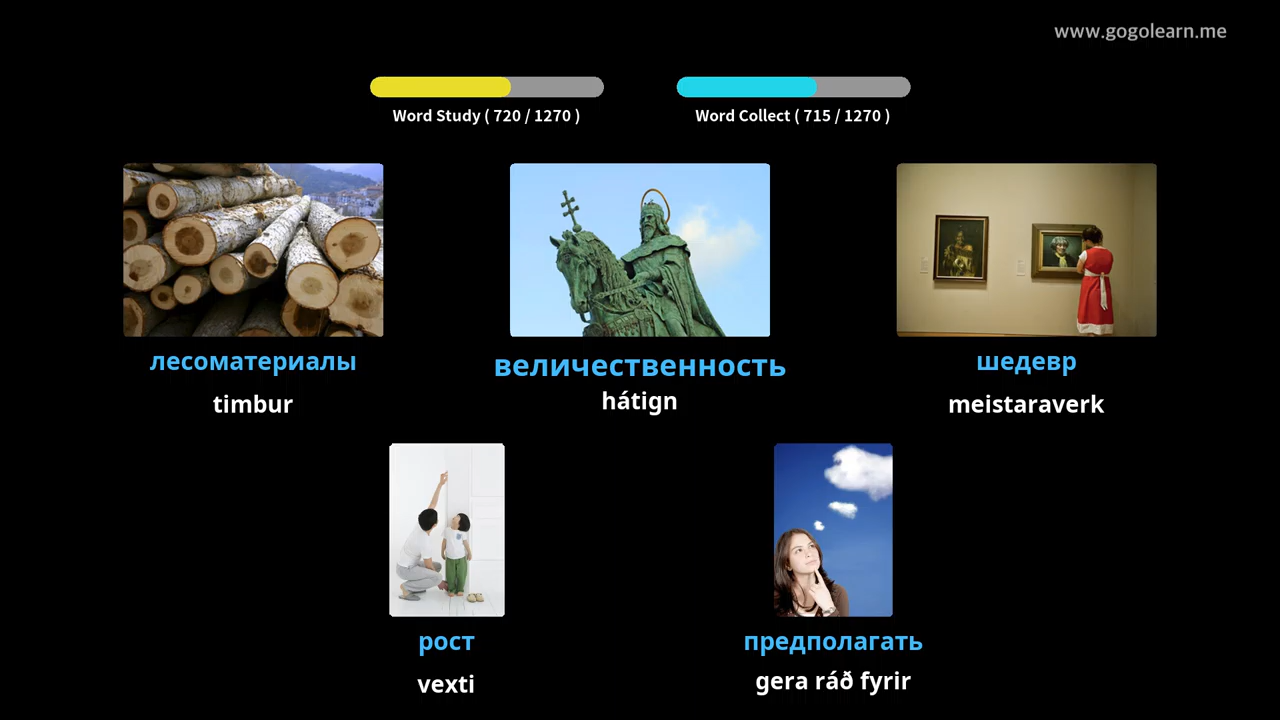 www.gogolearn.me
Word Study ( 720 / 1270 )
Word Collect ( 715 / 1270 )
лесоматериалы
timbur
величественность
hátign
шедевр
meistaraverk
рост
vexti
предполагать
gera ráð fyrir